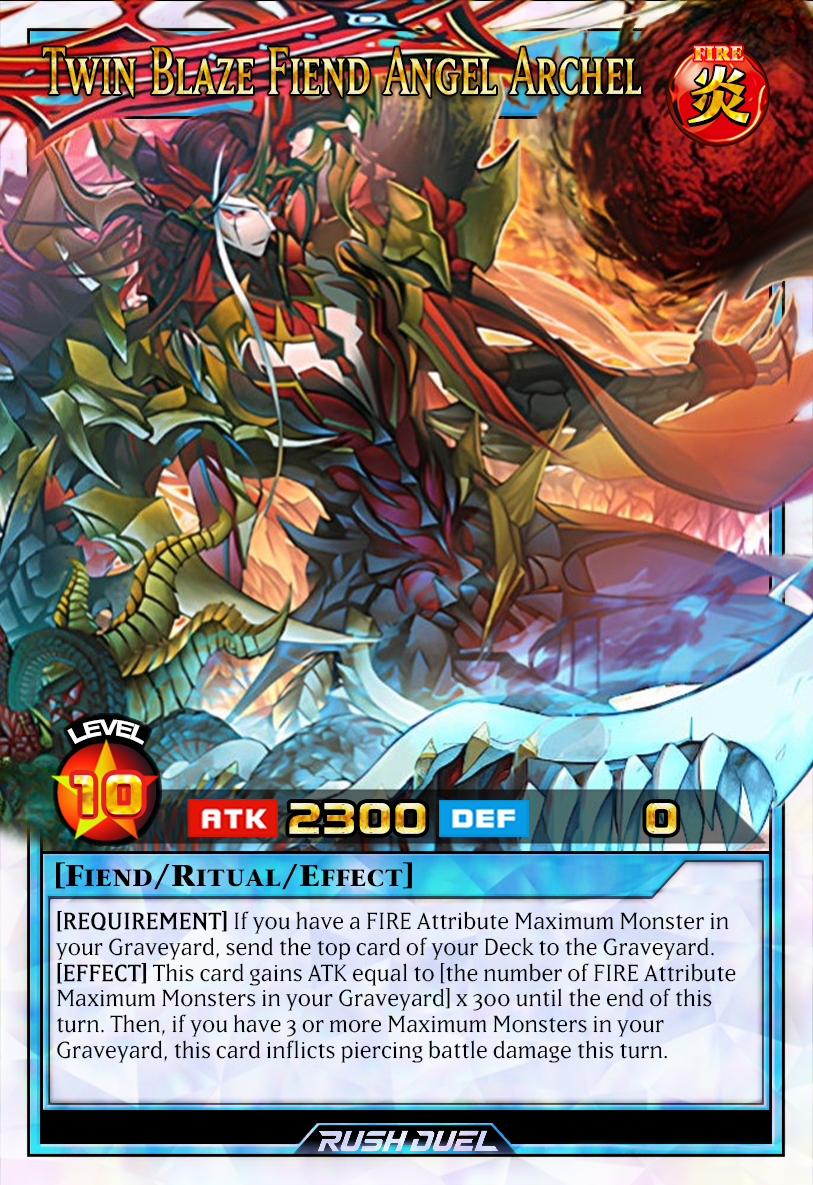 TWIN BLAZE FIEND ANGEL ARCHEL
FIRE
炎
LEVEL
10
ATK 2300 DEF 0
[FIEND/RITUAL/EFFECT]
[REQUIREMENT] If you have a FIRE Attribute Maximum Monster in
your Graveyard, send the top card of your Deck to the Graveyard.
[EFFECT] This card gains ATK equal to [the number of FIRE Attribute
Maximum Monsters in your Graveyard] x 300 until the end of this
turn. Then, if you have 3 or more Maximum Monsters in your
Graveyard, this card inflicts piercing battle damage this turn.
RUSH DUEL